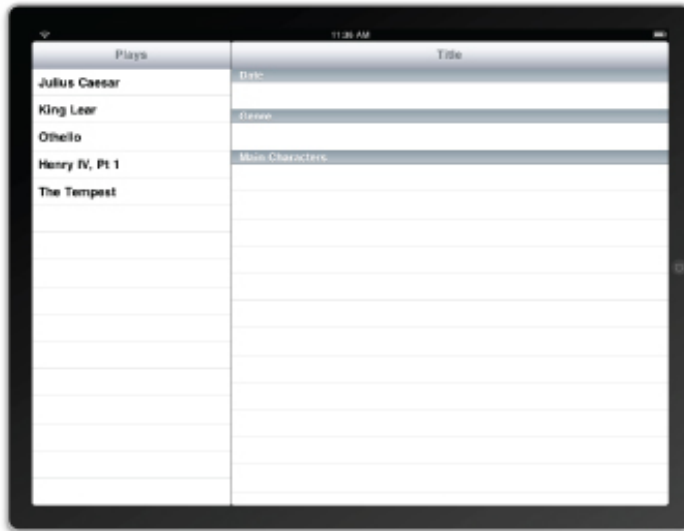 11:36 AM
Plays
Title
Julius Caesar
King Lear
Othello
Henry IV, Pt 1
The Tempest
Date
Genre
Main Characters